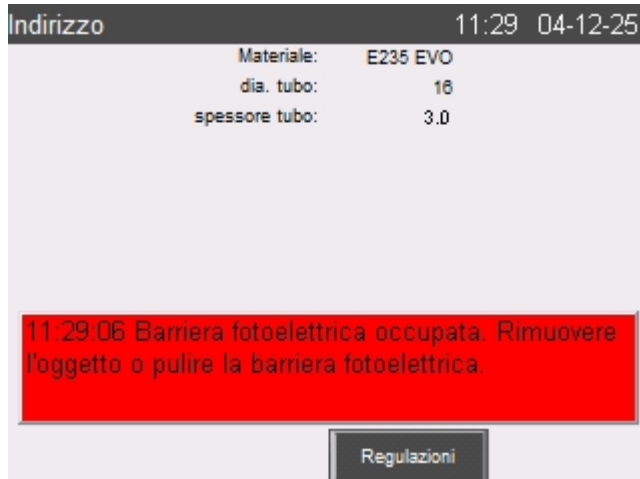 Indirizzo 11:29 04-12-25
Materiale: E235 EVO
dia. tubo: 16
spessore tubo: 3.0
11:29:06 Barriera fotoelettrica occupata. Rimuovere
l'oggetto o pulire la barriera fotoelettrica.
Regulazioni